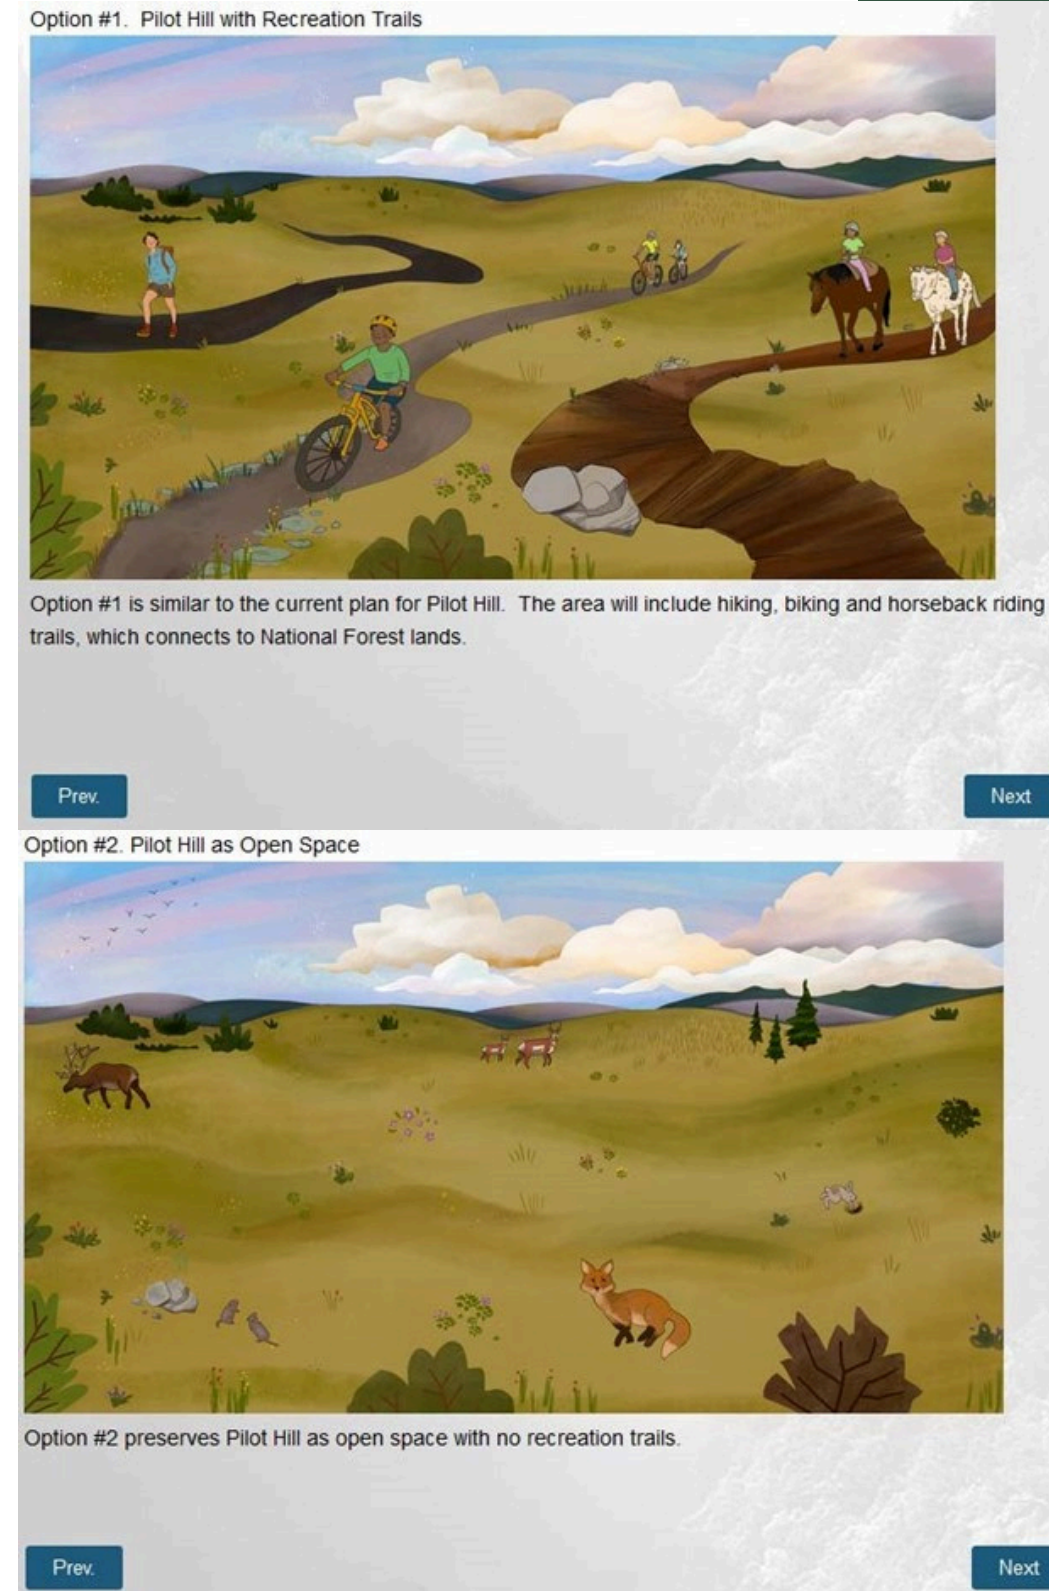 Option #1.  Pilot Hill with Recreation Trails
Option #1 is similar to the current plan for Pilot Hill.  The area will include hiking, biking and horseback riding
trails, which connects to National Forest lands.
Prev.
Next
Option #2. Pilot Hill as Open Space
Option #2 preserves Pilot Hill as open space with no recreation trails.
Prev.
Next